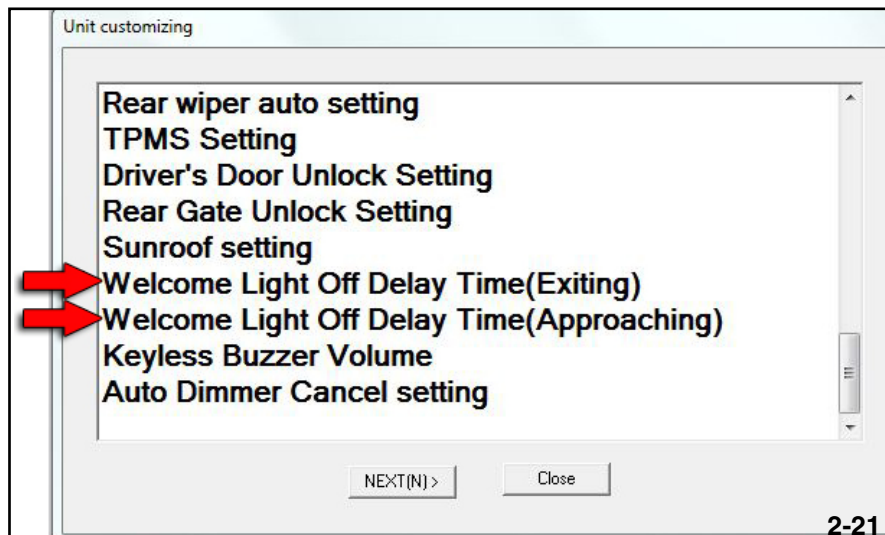 Unit customizing
Rear wiper auto setting
TPMS Setting
Driver's Door Unlock Setting
Rear Gate Unlock Setting
Sunroof setting
Welcome Light Off Delay Time(Exiting)
Welcome Light Off Delay Time(Approaching)
Keyless Buzzer Volume
Auto Dimmer Cancel setting
NEXT(N) >
Close
2-21